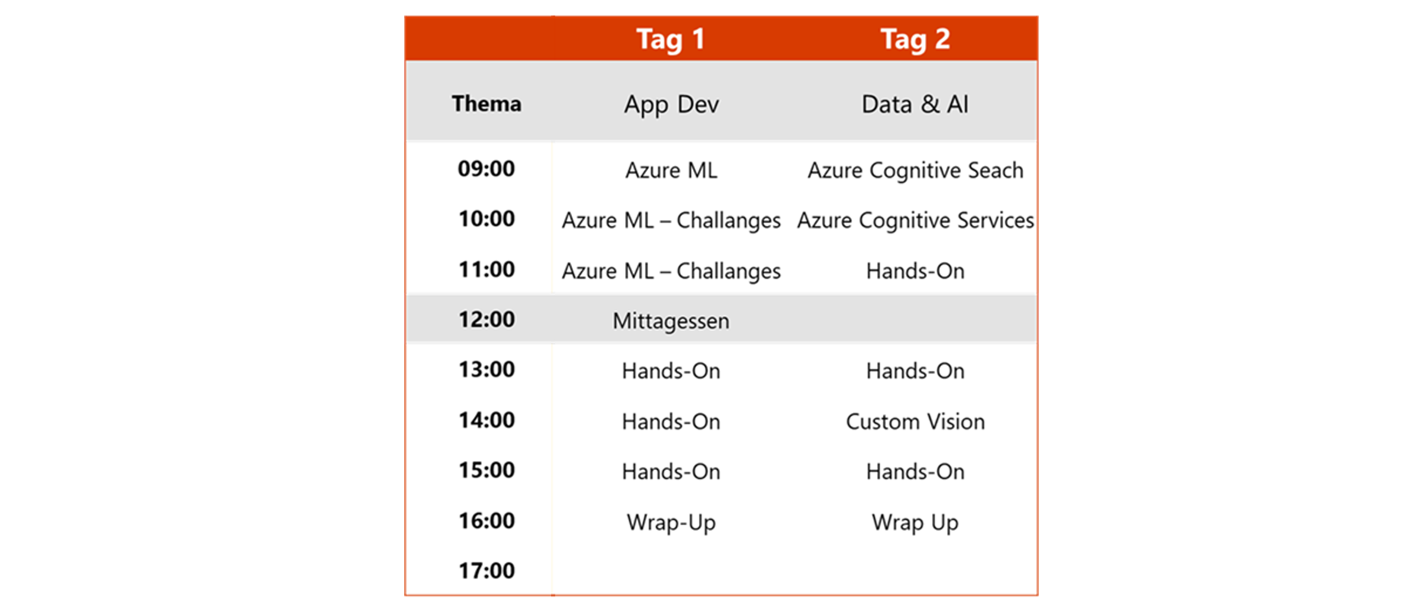 Tag 1 Tag 2
Thema App Dev Data & AI
09:00 Azure ML Azure Cognitive Seach
10:00 Azure ML – Challanges Azure Cognitive Services
11:00 Azure ML – Challanges Hands-On
12:00 Mittagessen
13:00 Hands-On Hands-On
14:00 Hands-On Custom Vision
15:00 Hands-On Hands-On
16:00 Wrap-Up Wrap Up
17:00